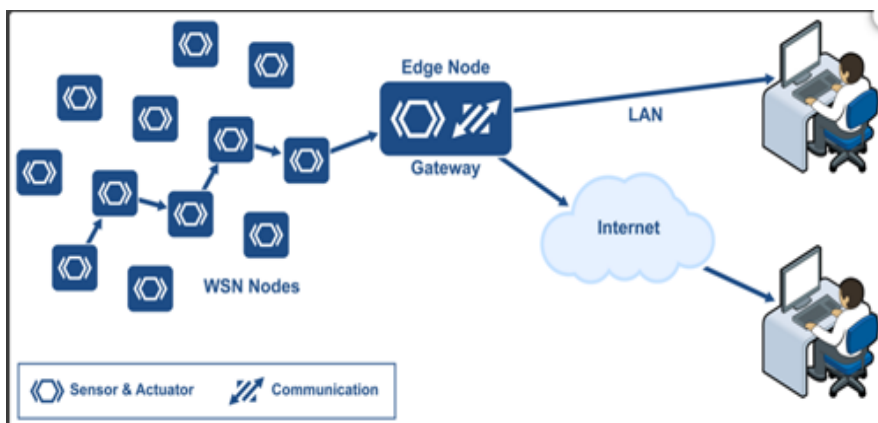 Edge Node
Gateway
LAN
Internet
WSN Nodes
Sensor & Actuator
Communication